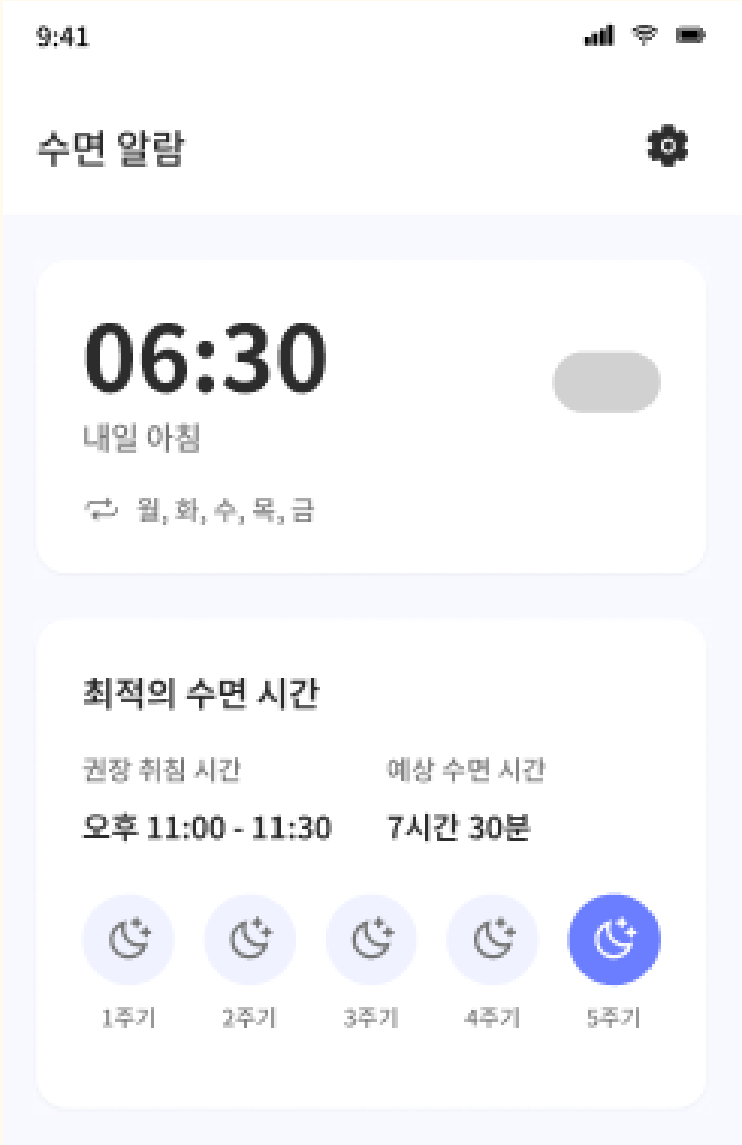 9:41
수면 알람
06:30
내일 아침
월, 화, 수, 목, 금
최적의 수면 시간
권장 취침 시간
예상 수면 시간
오후 11:00 - 11:30
7시간 30분
1주기
2주기
3주기
4주기
5주기